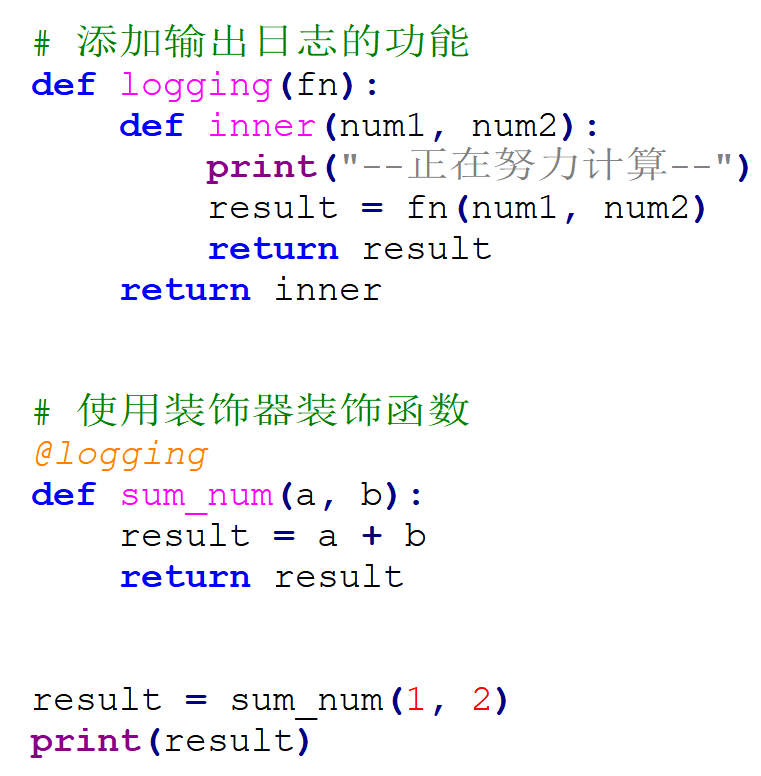 # 添加输出日志的功能
def logging(fn):
    def inner(num1, num2):
        print("--正在努力计算--")
        result = fn(num1, num2)
        return result
    return inner
# 使用装饰器装饰函数
@logging
def sum_num(a, b):
    result = a + b
    return result
result = sum_num(1, 2)
print(result)